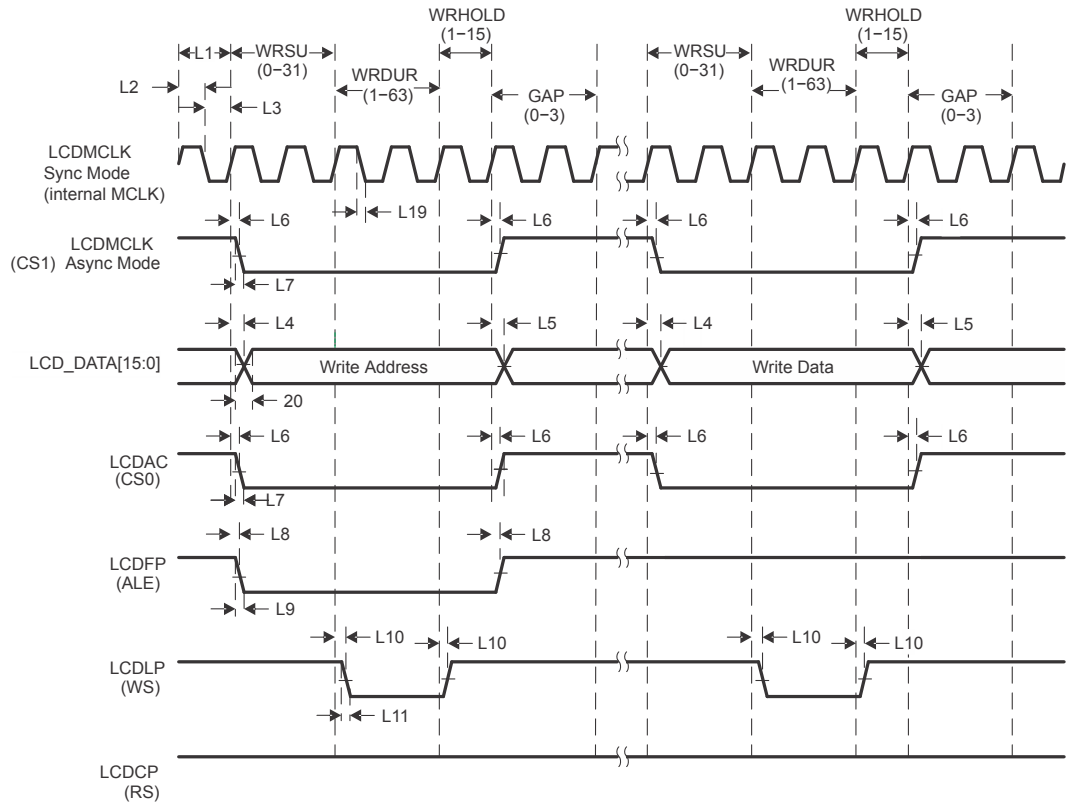 WRHOLD
(1−15)
WRHOLD
(1−15)
L1
WRSU
(0−31)
WRSU
(0−31)
WRDUR
(1−63)
WRDUR
(1−63)
L2
L3
GAP
(0−3)
GAP
(0−3)
LCDMCLK
Sync Mode
(internal MCLK)
L19
L6
L6
L6
L6
LCDMCLK
(CS1) Async Mode
L7
L4
L5
L4
L5
LCD_DATA[15:0]
Write Address
Write Data
20
L6
L6
L6
L6
LCDAC
(CS0)
L7
L8
L8
LCDFP
(ALE)
L9
L10
L10
L10
L10
LCDLP
(WS)
L11
LCDCP
(RS)